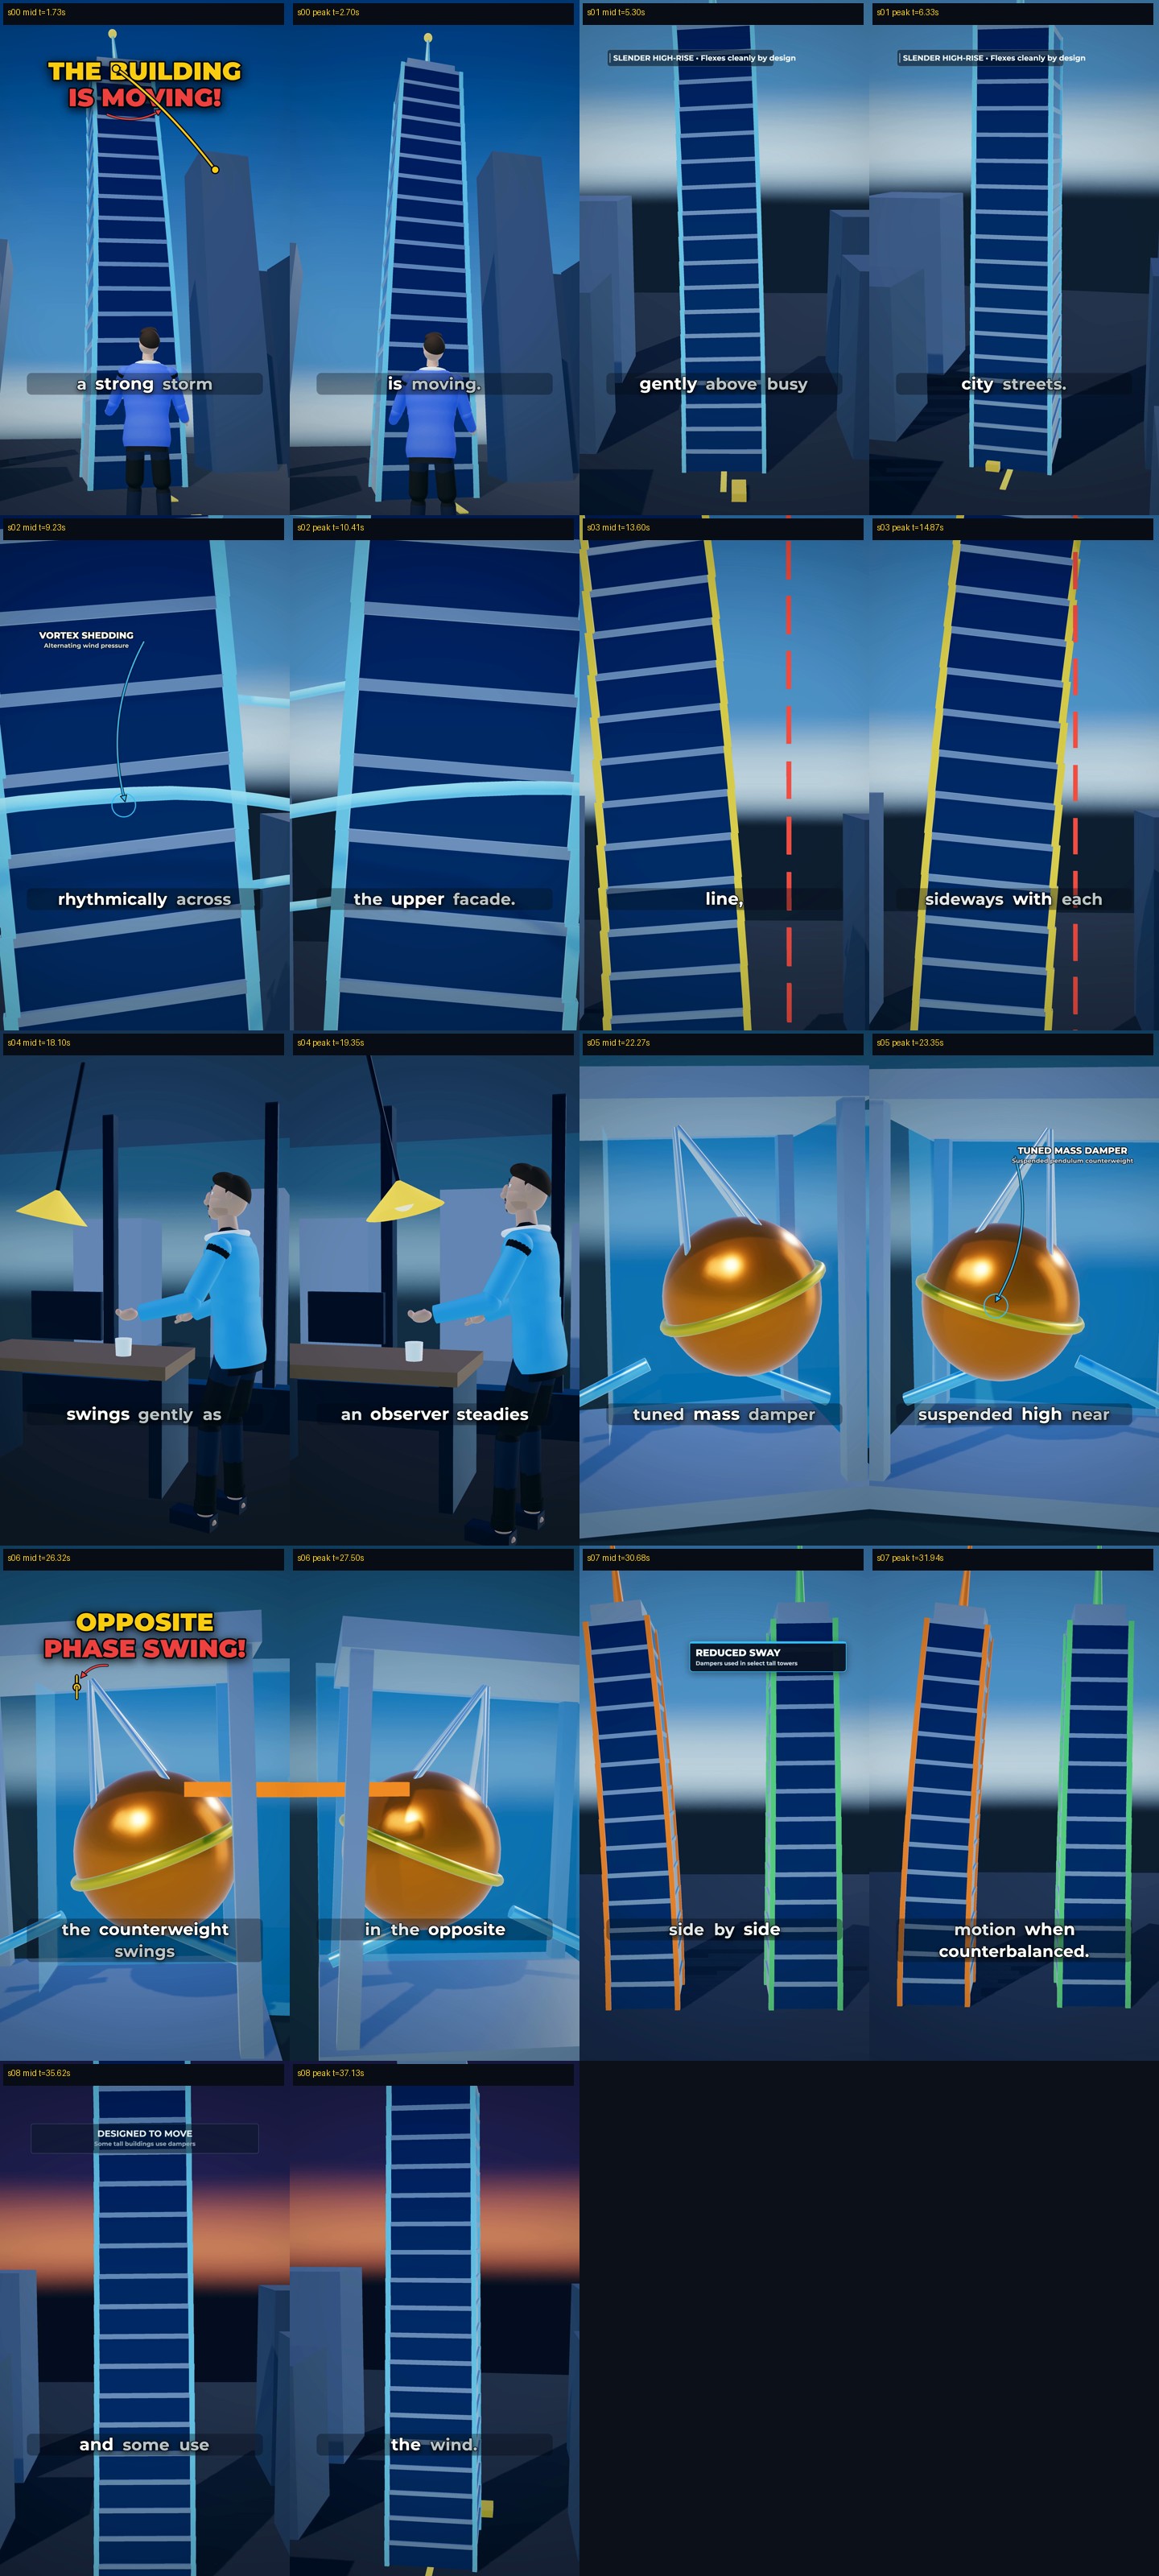 s00 mid t=1.73s
s00 peak t=2.70s
s01 mid t=5.30s
s01 peak t=6.33s
THE BUILDING
IS MOVING!
SLENDER HIGH-RISE • Flexes cleanly by design
SLENDER HIGH-RISE • Flexes cleanly by design
a strong storm
is moving.
gently above busy
city streets.
s02 mid t=9.23s
s02 peak t=10.41s
s03 mid t=13.60s
s03 peak t=14.87s
VORTEX SHEDDING
Alternating wind pressure
rhythmically across
the upper facade.
line,
sideways with each
s04 mid t=18.10s
s04 peak t=19.35s
s05 mid t=22.27s
s05 peak t=23.35s
TUNED MASS DAMPER
Suspended pendulum counterweight
swings gently as
an observer steadies
tuned mass damper
suspended high near
s06 mid t=26.32s
s06 peak t=27.50s
s07 mid t=30.68s
s07 peak t=31.94s
OPPOSITE
PHASE SWING!
REDUCED SWAY
Dampers used in select tall towers
the counterweight
swings
in the opposite
side by side
motion when
counterbalanced.
s08 mid t=35.62s
s08 peak t=37.13s
DESIGNED TO MOVE
Some tall buildings use dampers
and some use
the wind.